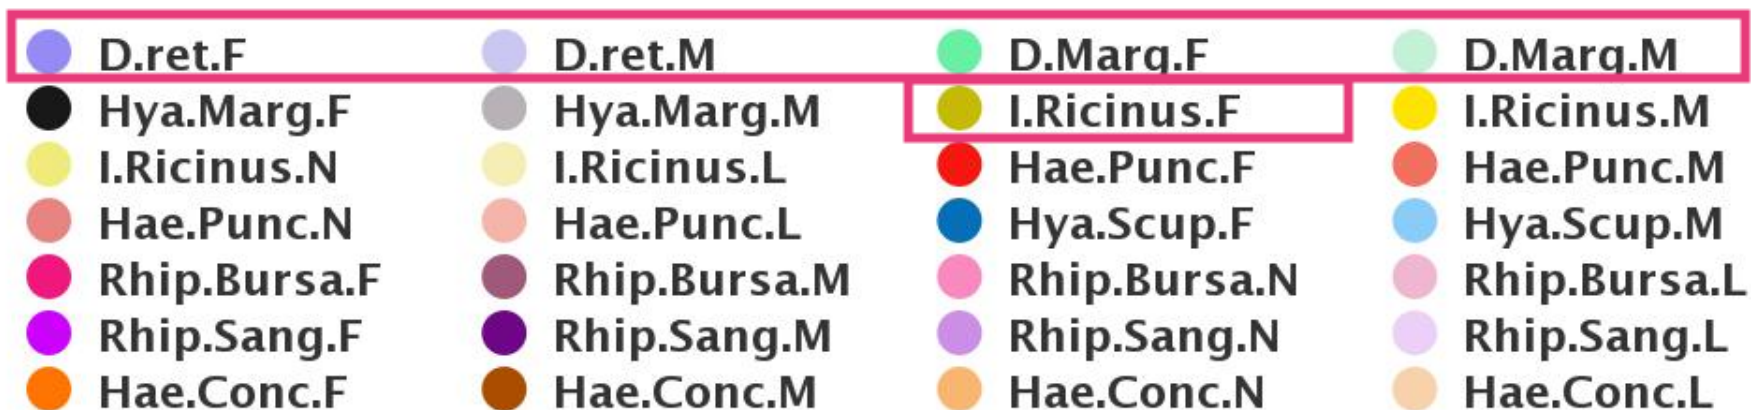 D.ret.F D.ret.M D.Marg.F D.Marg.M
Hya.Marg.F Hya.Marg.M I.Ricinus.F I.Ricinus.M
I.Ricinus.N I.Ricinus.L Hae.Punc.F Hae.Punc.M
Hae.Punc.N Hae.Punc.L Hya.Scup.F Hya.Scup.M
Rhip.Bursa.F Rhip.Bursa.M Rhip.Bursa.N Rhip.Bursa.L
Rhip.Sang.F Rhip.Sang.M Rhip.Sang.N Rhip.Sang.L
Hae.Conc.F Hae.Conc.M Hae.Conc.N Hae.Conc.L